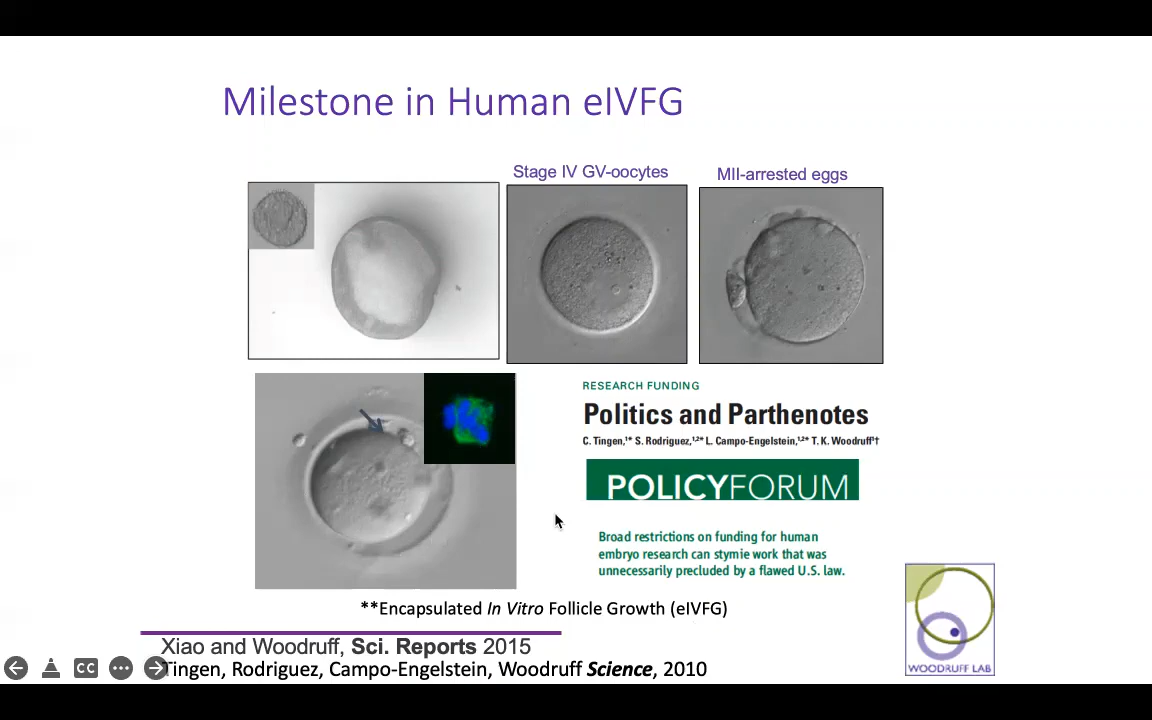 Milestone in Human eIVFG
Stage IV GV-oocytes
MII-arrested eggs
RESEARCH FUNDING
Politics and Parthenotes
C. Tingen,¹* S. Rodriguez,¹,²* L. Campo-Engelstein,¹,²* T. K. Woodruff¹†
POLICYFORUM
Broad restrictions on funding for human
embryo research can stymie work that was
unnecessarily precluded by a flawed U.S. law.
**Encapsulated In Vitro Follicle Growth (eIVFG)
Xiao and Woodruff, Sci. Reports 2015
Tingen, Rodriguez, Campo-Engelstein, Woodruff Science, 2010
CC
WOODRUFF LAB